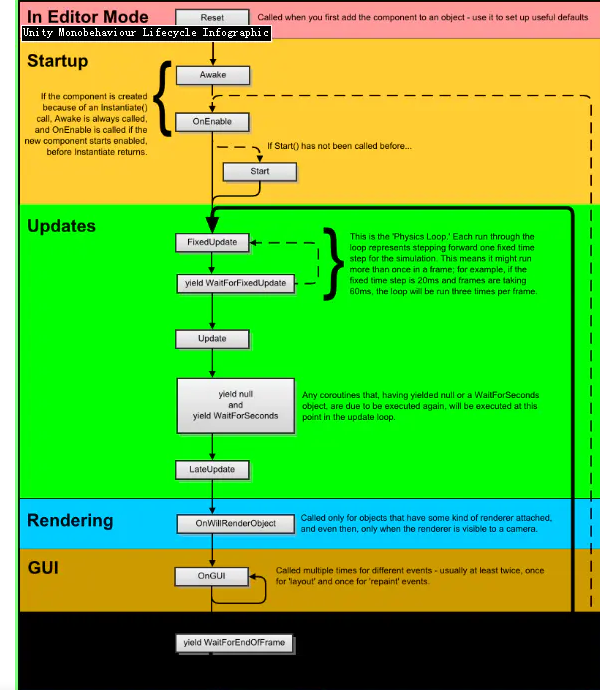 In Editor Mode
Reset
Called when you first add the component to an object - use it to set up useful defaults
Unity Monobehaviour Lifecycle Infographic
Startup
Awake
If the component is created
because of an Instantiate()
call, Awake is always called,
and OnEnable is called if the
new component starts enabled,
before Instantiate returns.
OnEnable
If Start() has not been called before...
Start
Updates
FixedUpdate
This is the 'Physics Loop.' Each run through the
loop represents stepping forward one fixed time
step for the simulation. This means it might run
more than once in a frame; for example, if the
fixed time step is 20ms and frames are taking
60ms, the loop will be run three times per frame.
yield WaitForFixedUpdate
Update
yield null
and
yield WaitForSeconds
Any coroutines that, having yielded null or a WaitForSeconds
object, are due to be executed again, will be executed at this
point in the update loop.
LateUpdate
Rendering
OnWillRenderObject
Called only for objects that have some kind of renderer attached,
and even then, only when the renderer is visible to a camera.
GUI
OnGUI
Called multiple times for different events - usually at least twice, once
for 'layout' and once for 'repaint' events.
yield WaitForEndOfFrame